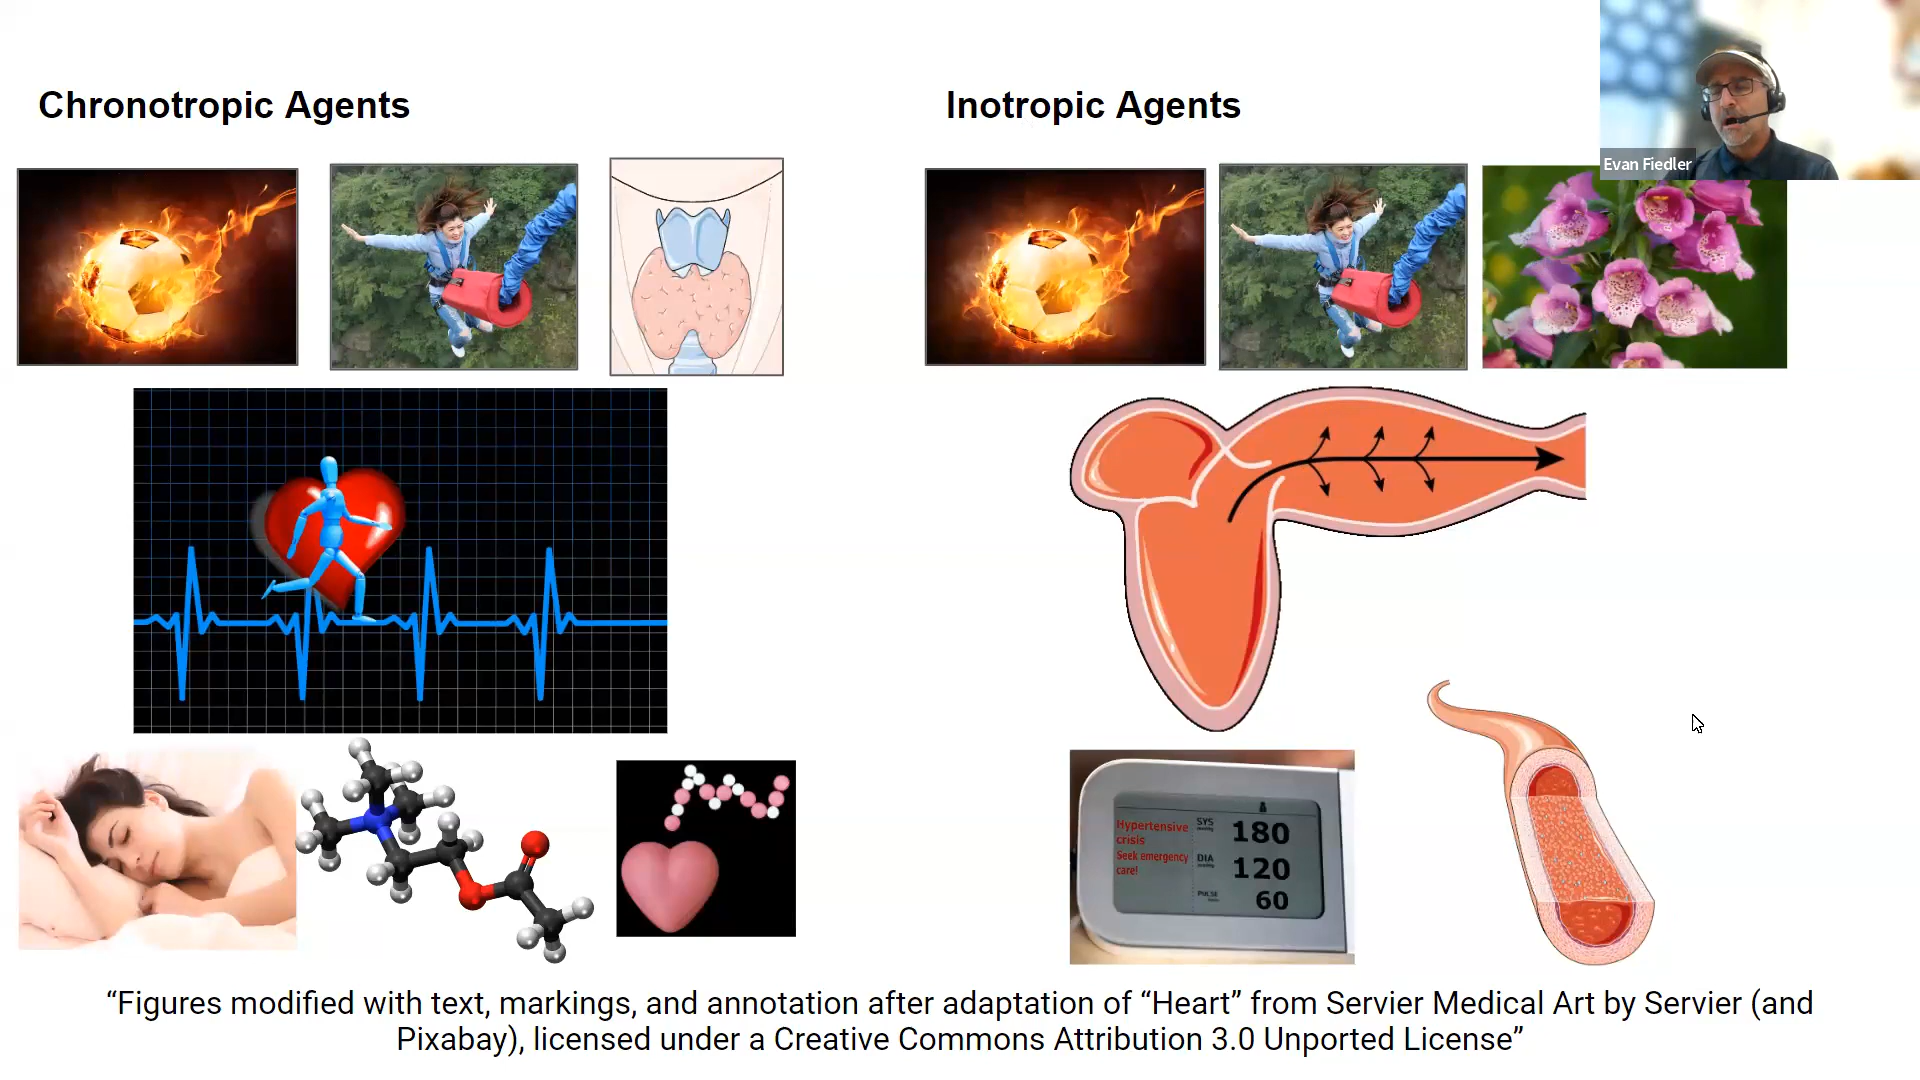 Chronotropic Agents
Inotropic Agents
Evan Fiedler
Hypertensive
crisis
Seek emergency
care!
SYS
180
DIA
120
PULSE
60
“Figures modified with text, markings, and annotation after adaptation of “Heart” from Servier Medical Art by Servier (and
Pixabay), licensed under a Creative Commons Attribution 3.0 Unported License”